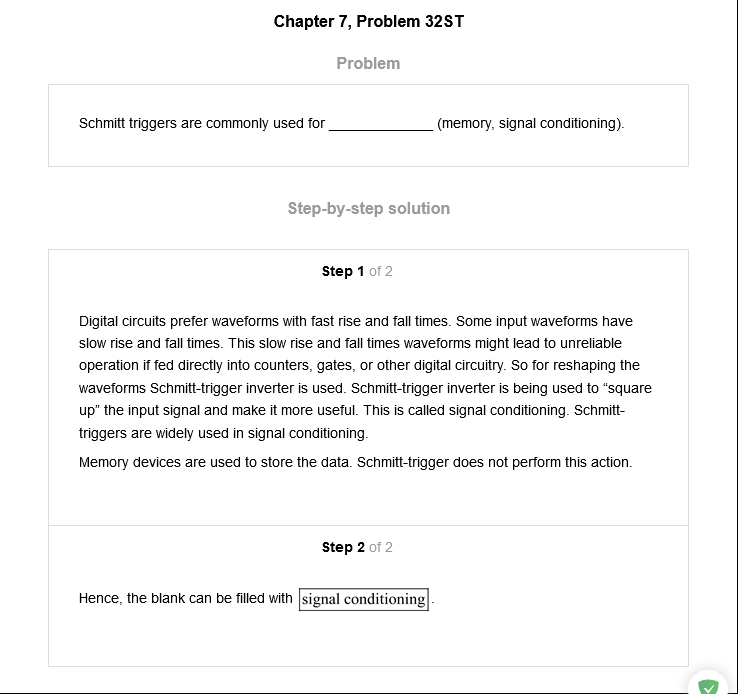 Chapter 7, Problem 32ST
Problem
Schmitt triggers are commonly used for _____________ (memory, signal conditioning).
Step-by-step solution
Step 1 of 2
Digital circuits prefer waveforms with fast rise and fall times. Some input waveforms have
slow rise and fall times. This slow rise and fall times waveforms might lead to unreliable
operation if fed directly into counters, gates, or other digital circuitry. So for reshaping the
waveforms Schmitt-trigger inverter is used. Schmitt-trigger inverter is being used to “square
up” the input signal and make it more useful. This is called signal conditioning. Schmitt-
triggers are widely used in signal conditioning.
Memory devices are used to store the data. Schmitt-trigger does not perform this action.
Step 2 of 2
Hence, the blank can be filled with signal conditioning.